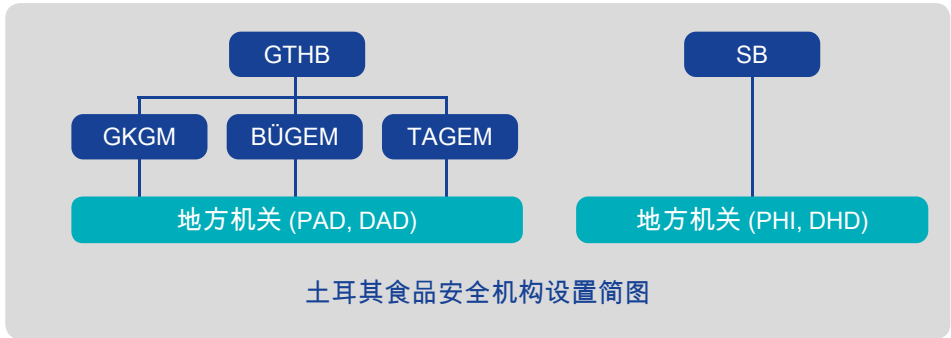 GTHB
SB
GKGM
BÜGEM
TAGEM
地方机关 (PAD, DAD)
地方机关 (PHI, DHD)
土耳其食品安全机构设置简图